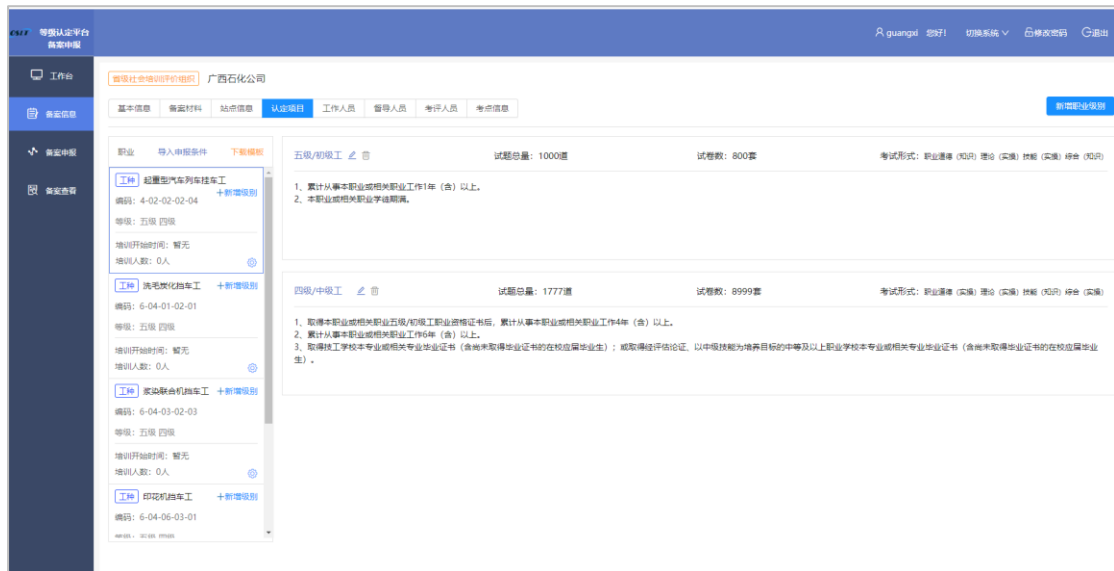 等级认定平台
备案申报
guangxi 您好! 切换系统 修改密码 退出
工作台
备案信息
备案申报
备案查看
省级社会培训评价组织 广西石化公司
基本信息 备案材料 站点信息 认定项目 工作人员 督导人员 考评人员 考点信息
新增职业级别
职业 导入申报条件 下载模板
工种 起重型汽车列车挂车工
+新增级别
编码: 4-02-02-02-04
等级: 五级 四级
培训开始时间: 暂无
培训人数: 0人
工种 洗毛炭化挡车工 +新增级别
编码: 6-04-01-02-01
等级: 五级 四级
培训开始时间: 暂无
培训人数: 0人
工种 浆染联合机挡车工 +新增级别
编码: 6-04-03-02-03
等级: 五级 四级
培训开始时间: 暂无
培训人数: 0人
工种 印花机挡车工 +新增级别
编码: 6-04-06-03-01
等级: 五级 四级
五级/初级工 试题总量: 1000道 试卷数: 800套 考试形式: 职业道德 (知识) 理论 (实操) 技能 (实操) 综合 (知识)
1、累计从事本职业或相关职业工作1年（含）以上。
2、本职业或相关职业学徒期满。
四级/中级工 试题总量: 1777道 试卷数: 8999套 考试形式: 职业道德 (实操) 理论 (实操) 技能 (知识) 综合 (实操)
1、取得本职业或相关职业五级/初级工职业资格证书后，累计从事本职业或相关职业工作4年（含）以上。
2、累计从事本职业或相关职业工作6年（含）以上。
3、取得技工学校本专业或相关专业毕业证书（含尚未取得毕业证书的在校应届毕业生）；或取得经评估论证、以中级技能为培养目标的中等及以上职业学校本专业或相关专业毕业证书（含尚未取得毕业证书的在校应届毕业
生）。